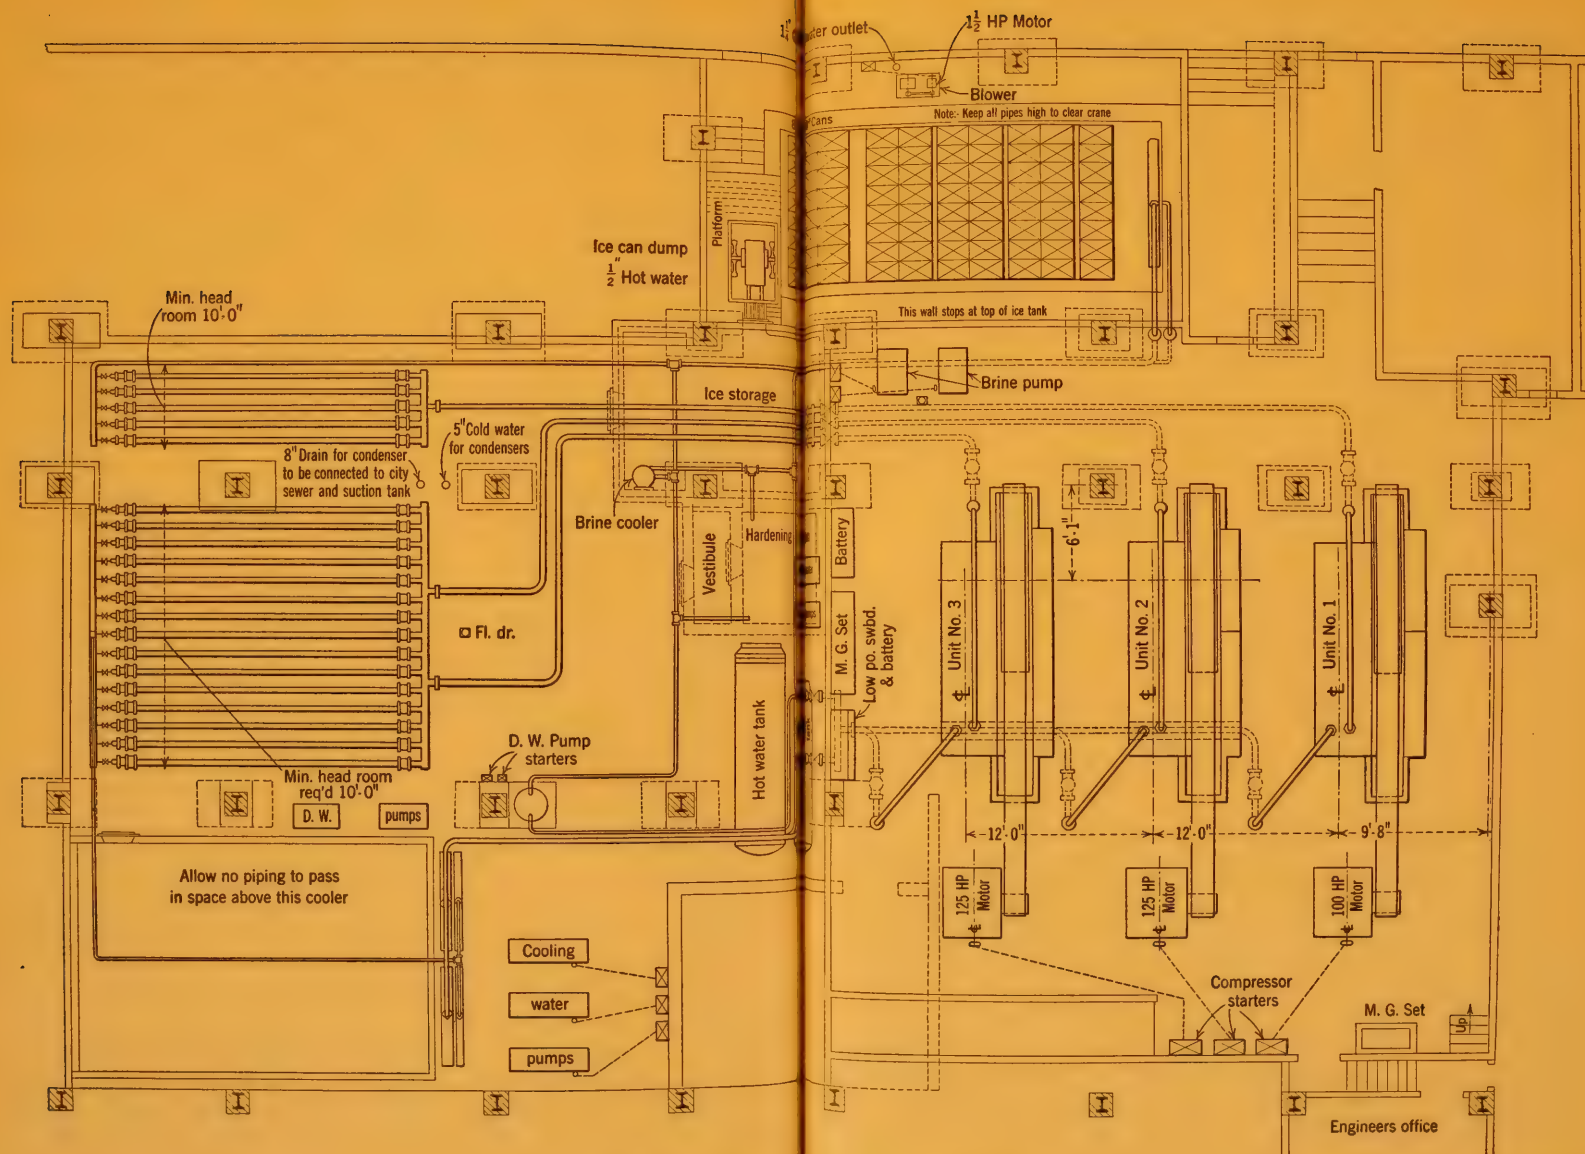 1½ HP Motor
outlet
Blower
Cans
Note:- Keep all pipes high to clear crane
Platform
Ice can dump
½" Hot water
This wall stops at top of ice tank
Min. head
room 10'-0"
Ice storage
Brine pump
5" Cold water
for condensers
8" Drain for condenser
to be connected to city
sewer and suction tank
Brine cooler
Vestibule
Hardening
Battery
6'-1"
Fl. dr.
M. G. Set
Low po. swbd.
& battery
Unit No. 3
Unit No. 2
Unit No. 1
Hot water tank
D. W. Pump
starters
Min. head room
req'd 10'-0"
D. W.
pumps
12'-0"
12'-0"
9'-8"
Allow no piping to pass
in space above this cooler
125 HP
Motor
125 HP
Motor
100 HP
Motor
Cooling
water
pumps
Compressor
starters
M. G. Set
Up
Engineers office